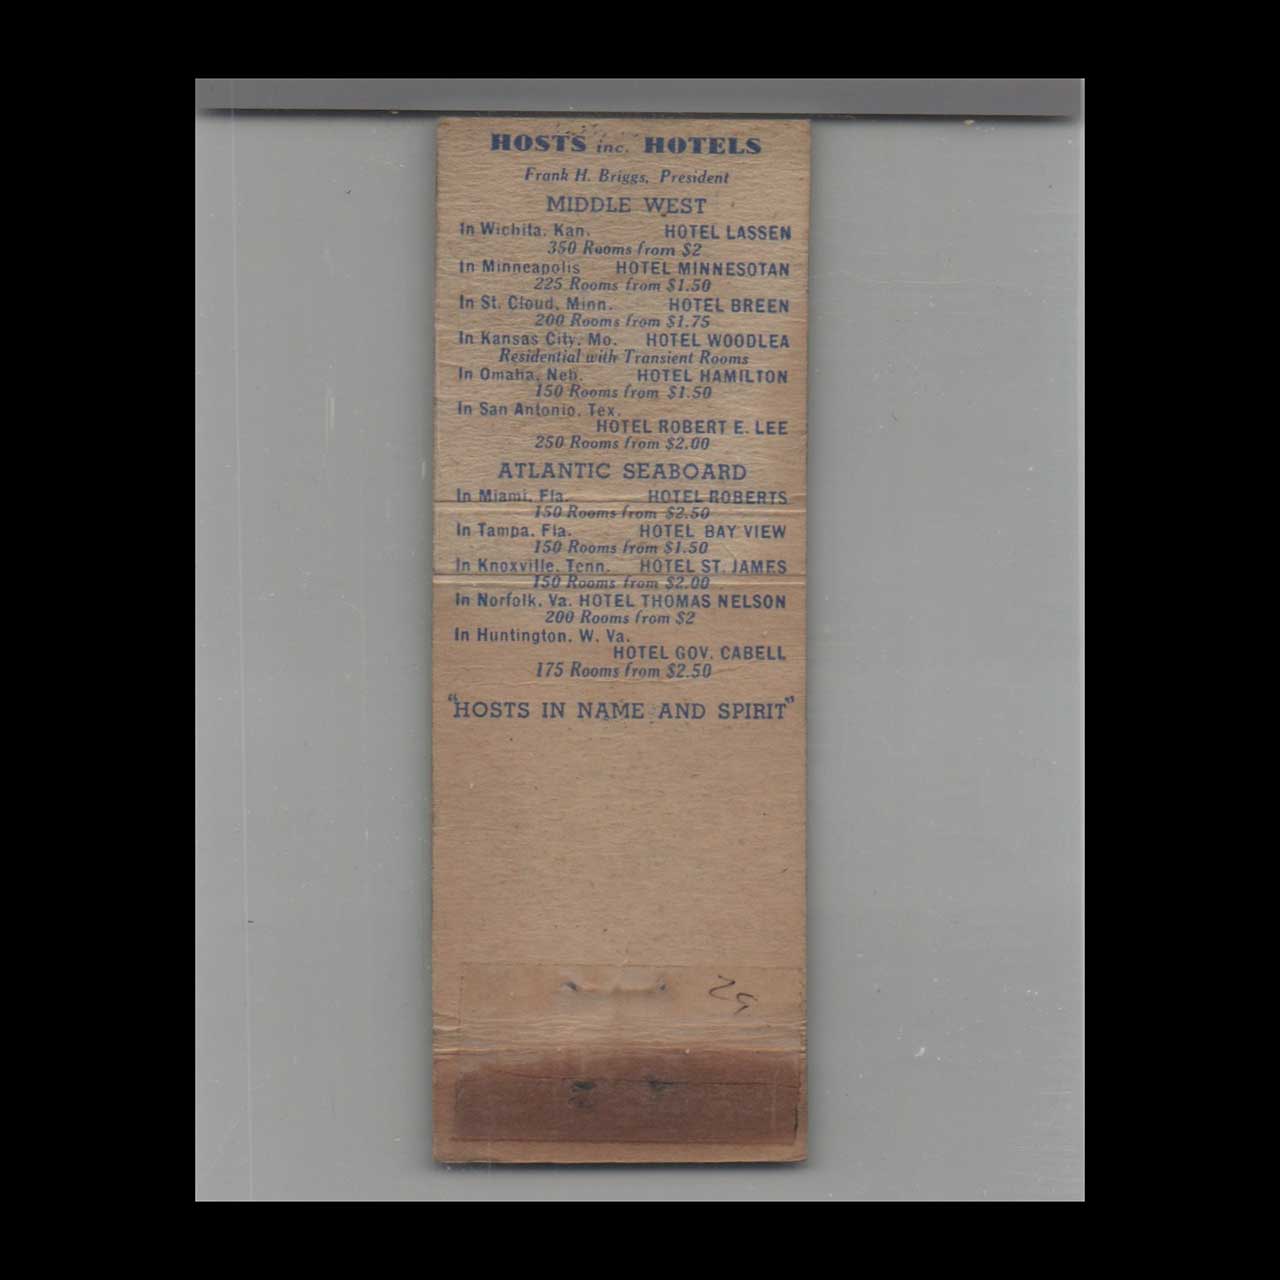 HOSTS inc. HOTELS
Frank H. Briggs, President
MIDDLE WEST
In Wichita, Kan. HOTEL LASSEN
350 Rooms from $2
In Minneapolis HOTEL MINNESOTAN
225 Rooms from $1.50
In St. Cloud, Minn. HOTEL BREEN
200 Rooms from $1.75
In Kansas City, Mo. HOTEL WOODLEA
Residential with Transient Rooms
In Omaha, Neb. HOTEL HAMILTON
150 Rooms from $1.50
In San Antonio, Tex.
HOTEL ROBERT E. LEE
250 Rooms from $2.00
ATLANTIC SEABOARD
In Miami, Fla. HOTEL ROBERTS
150 Rooms from $2.50
In Tampa, Fla. HOTEL BAY VIEW
150 Rooms from $1.50
In Knoxville, Tenn. HOTEL ST. JAMES
150 Rooms from $2.00
In Norfolk, Va. HOTEL THOMAS NELSON
200 Rooms from $2
In Huntington, W. Va.
HOTEL GOV. CABELL
175 Rooms from $2.50
"HOSTS IN NAME AND SPIRIT"